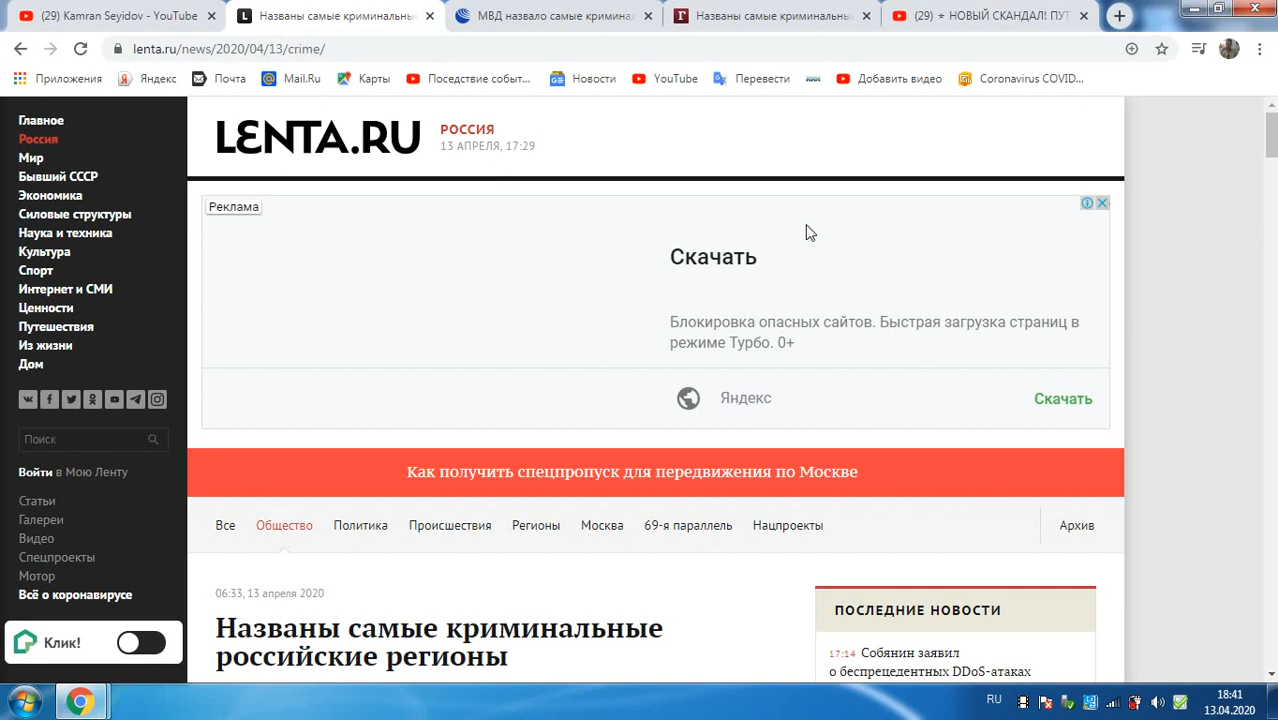 (29) Kamran Seyidov - YouTube
Названы самые криминальные
МВД назвало самые криминал
Названы самые криминальны
(29) НОВЫЙ СКАНДАЛ! ПУТ
lenta.ru/news/2020/04/13/crime/
Приложения
Яндекс
Почта
Mail.Ru
Карты
Поседствие событ...
Новости
YouTube
Перевести
Добавить видео
Coronavirus COVID...
Главное
Россия
Мир
Бывший СССР
Экономика
Силовые структуры
Наука и техника
Культура
Спорт
Интернет и СМИ
Ценности
Путешествия
Из жизни
Дом
Поиск
Войти в Мою Ленту
Статьи
Галереи
Видео
Спецпроекты
Мотор
Всё о коронавирусе
Клик!
LENTA.RU
РОССИЯ
13 АПРЕЛЯ, 17:29
Реклама
Скачать
Блокировка опасных сайтов. Быстрая загрузка страниц в
режиме Турбо. 0+
Яндекс
Скачать
Как получить спецпропуск для передвижения по Москве
Все
Общество
Политика
Происшествия
Регионы
Москва
69-я параллель
Нацпроекты
Архив
06:33, 13 апреля 2020
Названы самые криминальные
российские регионы
ПОСЛЕДНИЕ НОВОСТИ
17:14 Собянин заявил
о беспрецедентных DDoS-атаках
RU
18:41
13.04.2020